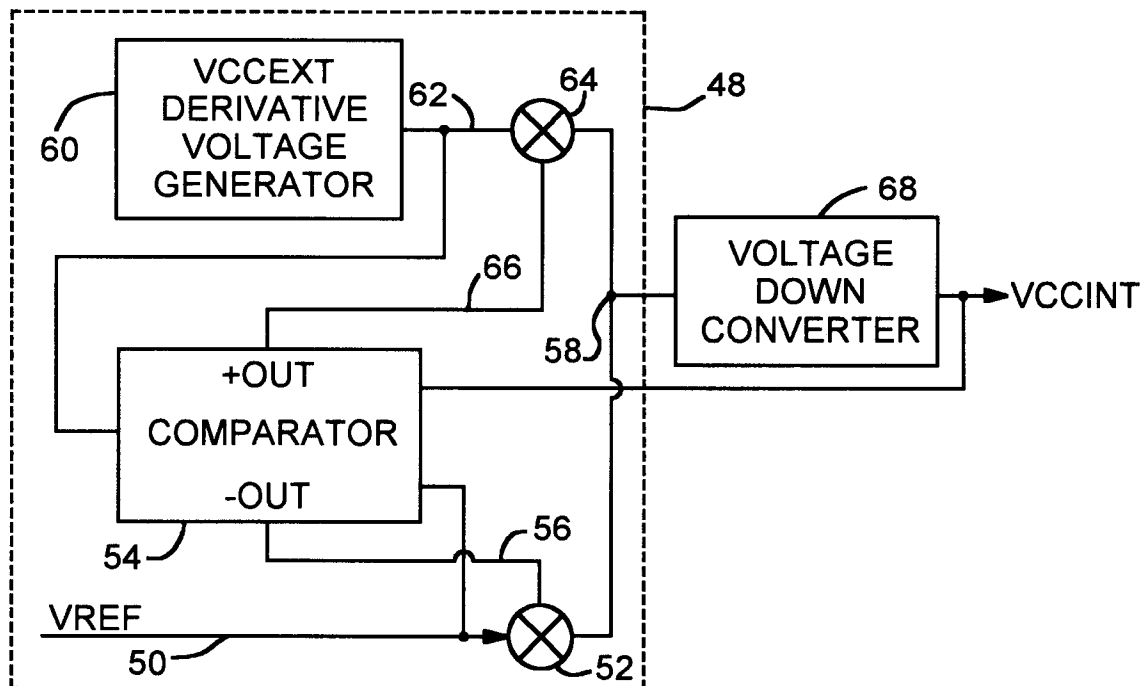 VCCEXT
DERIVATIVE
VOLTAGE
GENERATOR
60
62
64
48
66
68
VOLTAGE
DOWN
CONVERTER
VCCINT
58
+OUT
COMPARATOR
-OUT
54
56
VREF
50
52